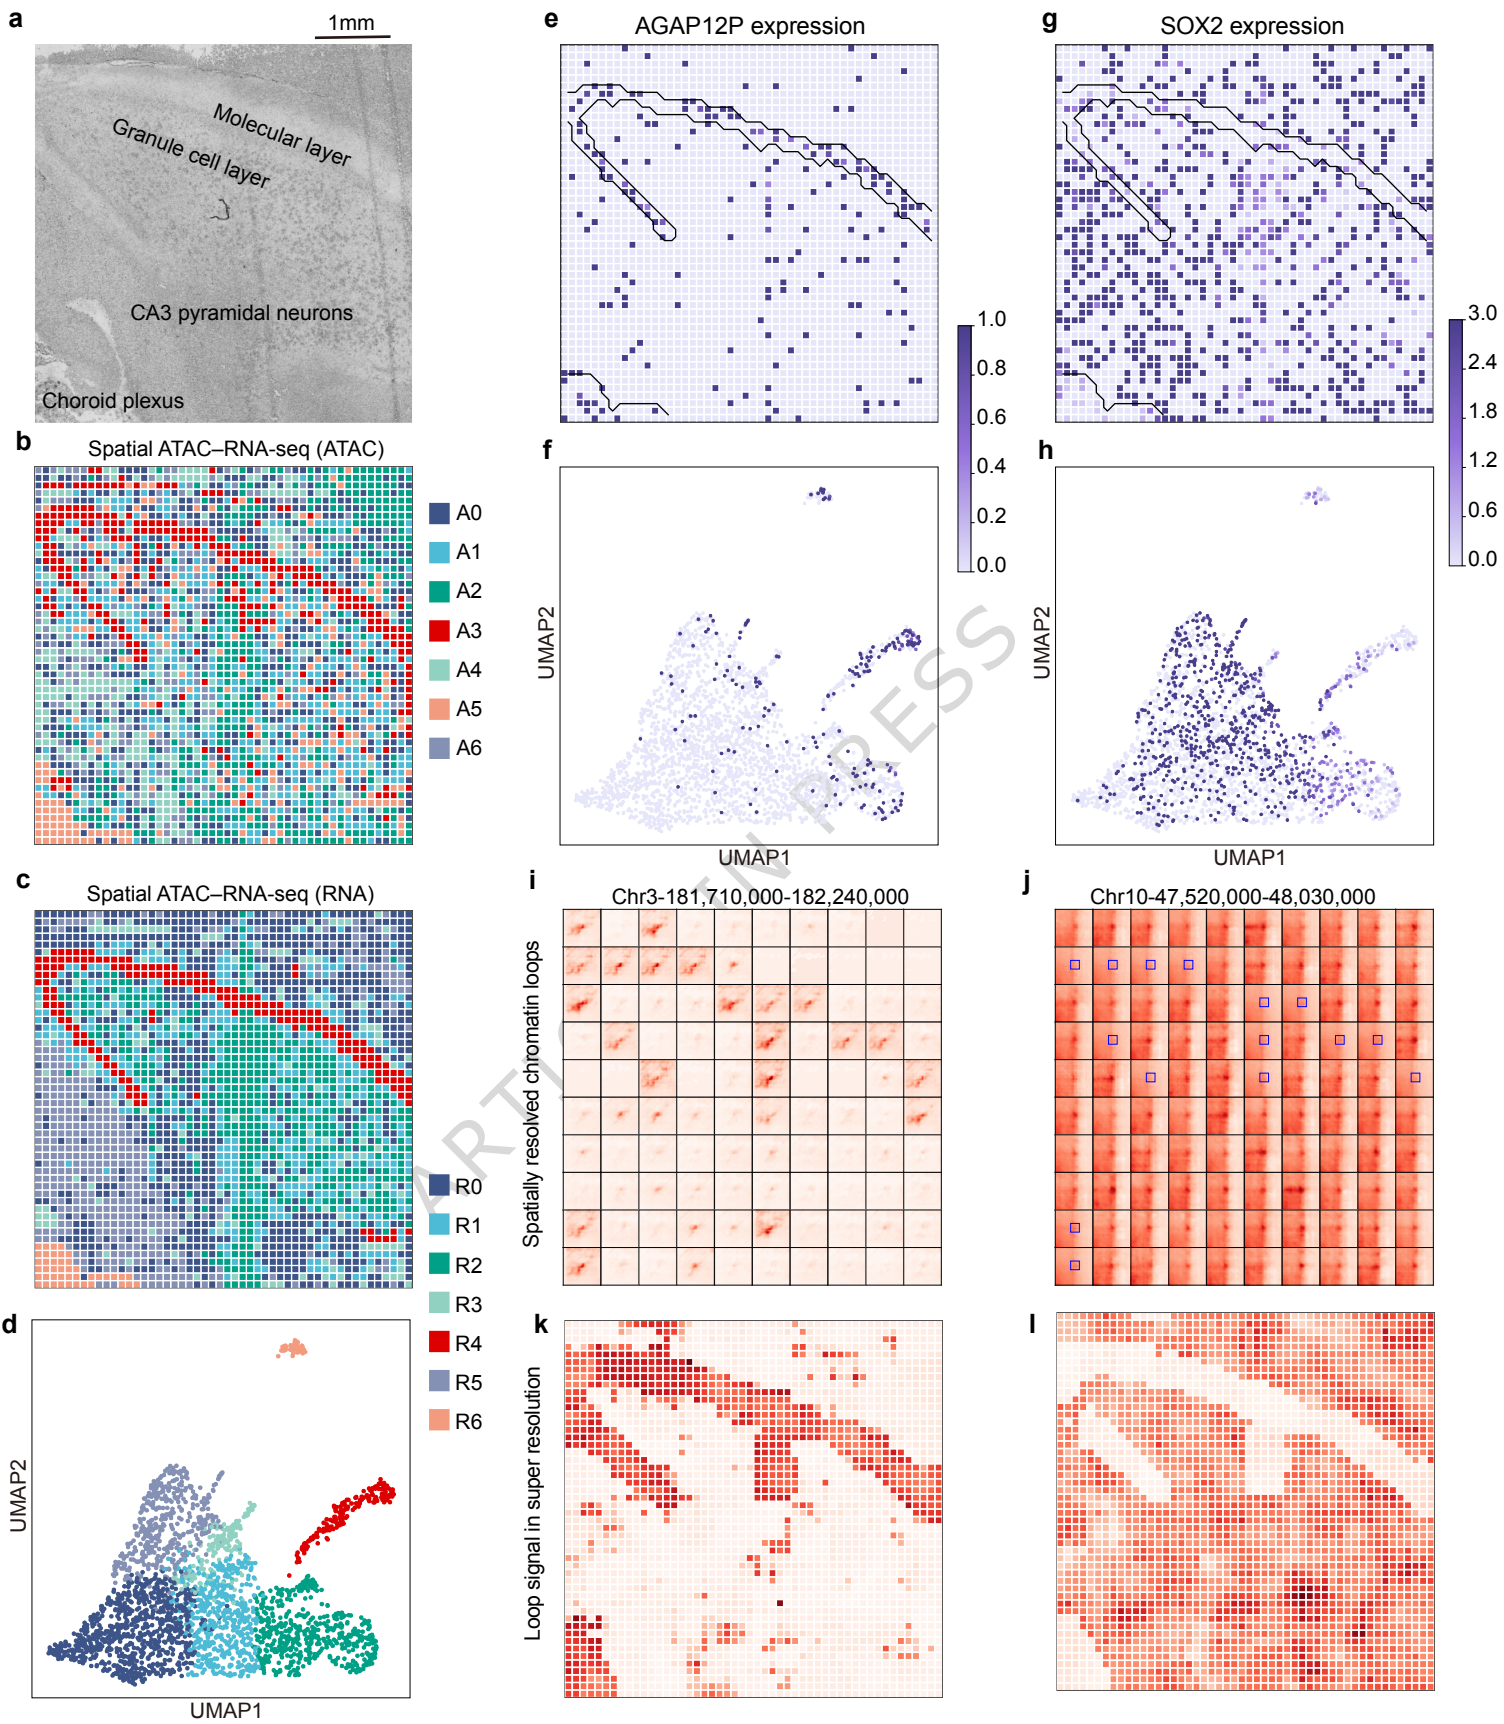 a
1mm
Molecular layer
Granule cell layer
CA3 pyramidal neurons
Choroid plexus
b
Spatial ATAC–RNA-seq (ATAC)
A0
A1
A2
A3
A4
A5
A6
c
Spatial ATAC–RNA-seq (RNA)
R0
R1
R2
R3
R4
R5
R6
d
UMAP2
UMAP1
e
AGAP12P expression
1.0
0.8
0.6
0.4
0.2
0.0
f
UMAP2
UMAP1
g
SOX2 expression
3.0
2.4
1.8
1.2
0.6
0.0
h
UMAP2
UMAP1
i
Chr3-181,710,000-182,240,000
Spatially resolved chromatin loops
j
Chr10-47,520,000-48,030,000
k
Loop signal in super resolution
l
ARTICLE IN PRESS